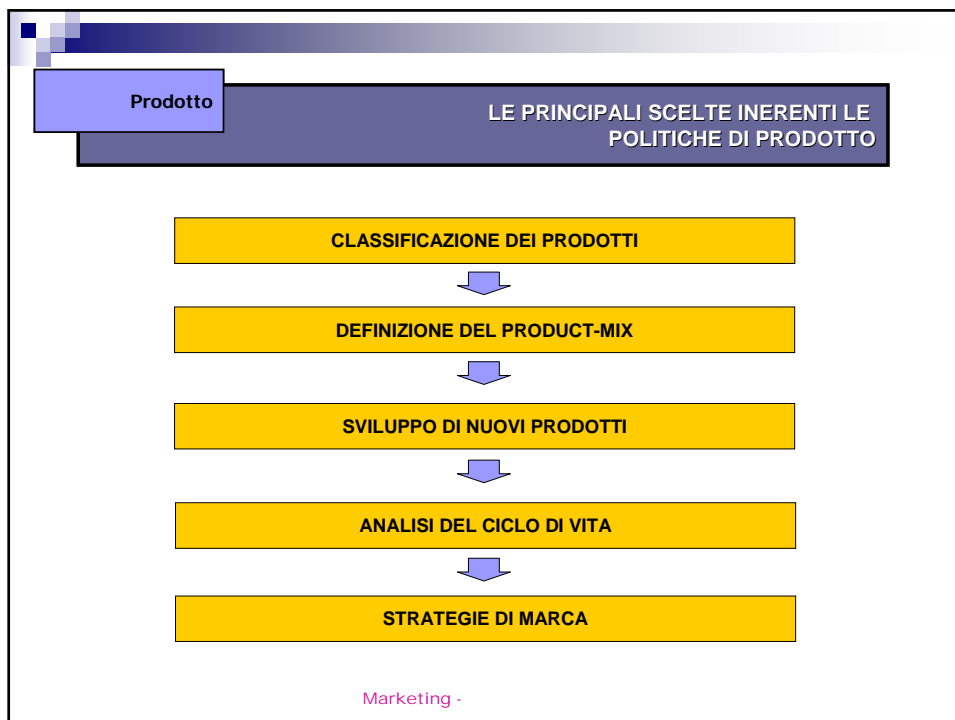 Prodotto
LE PRINCIPALI SCELTE INERENTI LE
POLITICHE DI PRODOTTO
CLASSIFICAZIONE DEI PRODOTTI
DEFINIZIONE DEL PRODUCT-MIX
SVILUPPO DI NUOVI PRODOTTI
ANALISI DEL CICLO DI VITA
STRATEGIE DI MARCA
Marketing -